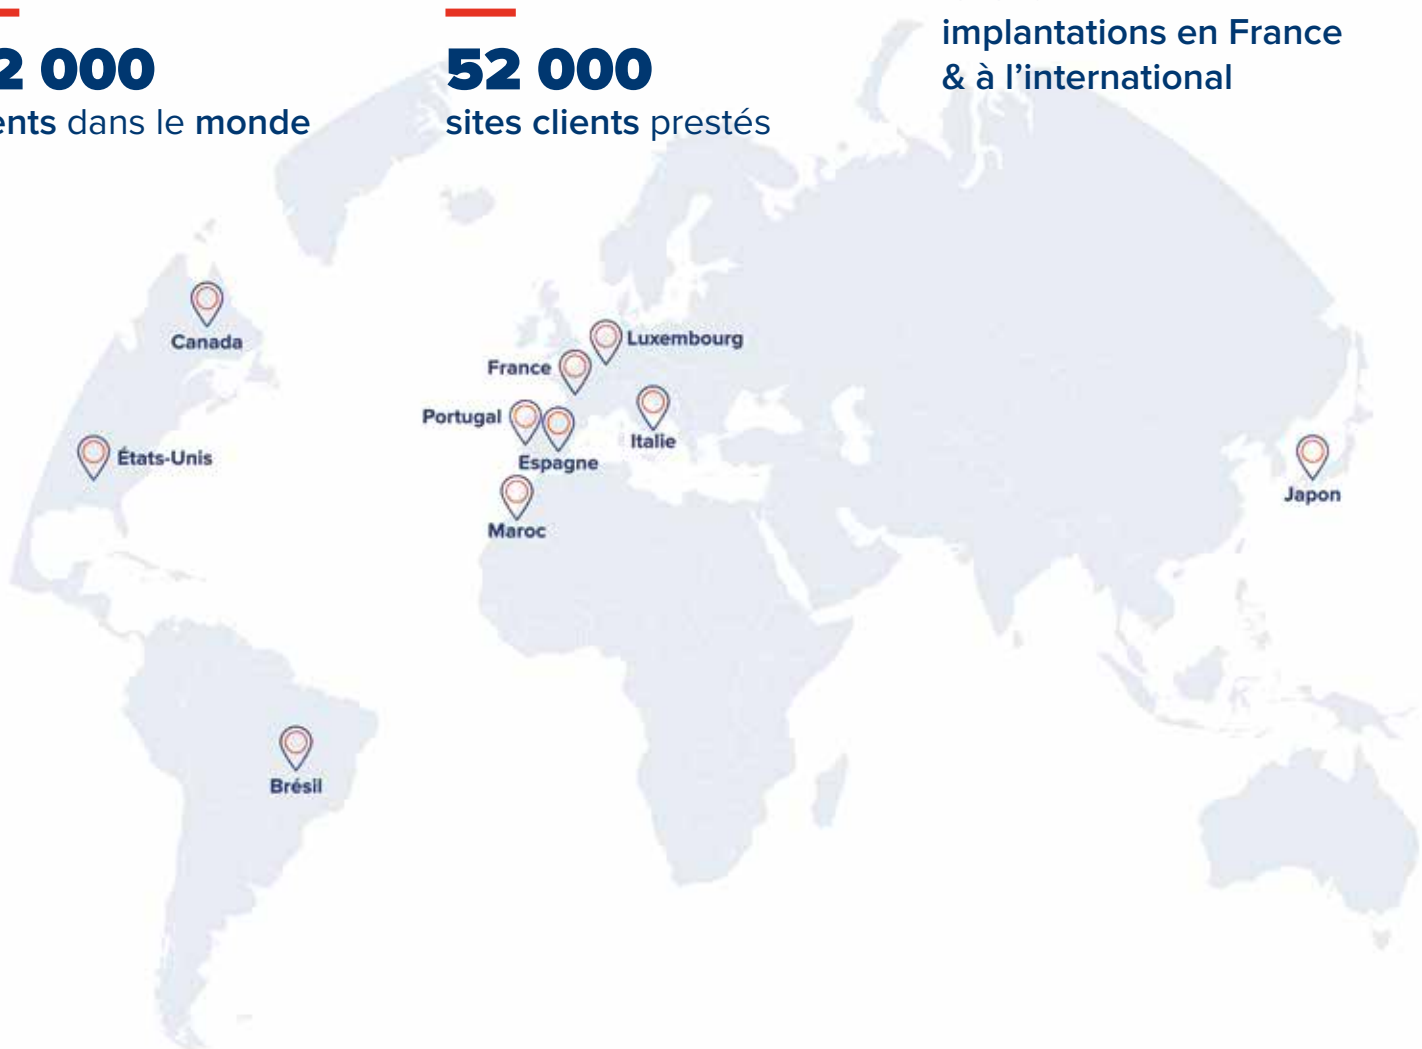 2 000
ents dans le monde
52 000
sites clients prestés
implantations en France
& à l’international
Canada
États-Unis
Luxembourg
France
Portugal
Espagne
Italie
Maroc
Japon
Brésil